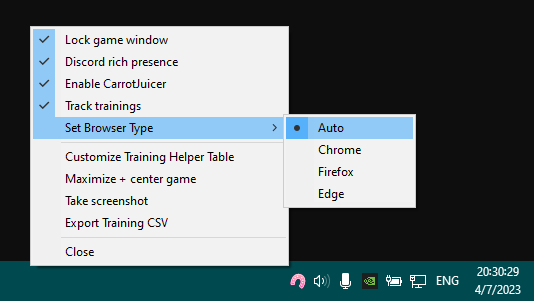 Lock game window
Discord rich presence
Enable CarrotJuicer
Track trainings
Set Browser Type
Auto
Chrome
Firefox
Edge
Customize Training Helper Table
Maximize + center game
Take screenshot
Export Training CSV
Close
ENG
20:30:29
4/7/2023